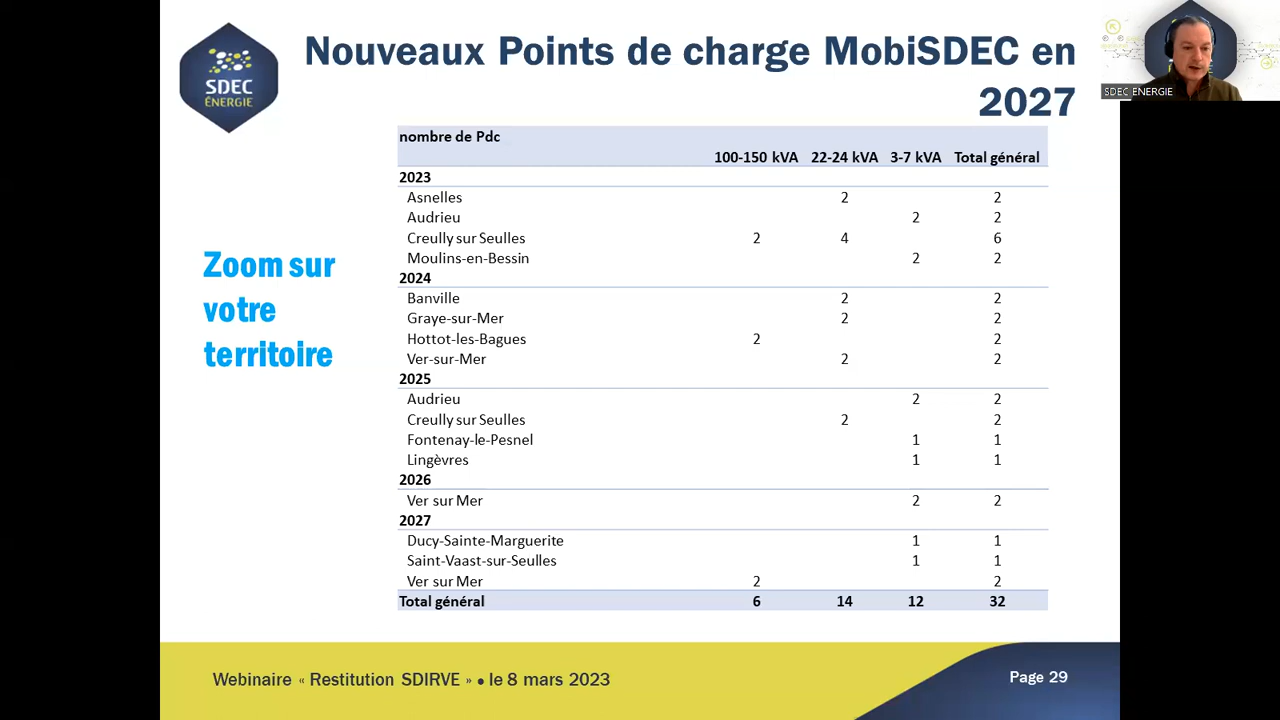 Nouveaux Points de charge MobiSDEC en
2027
SDEC
ÉNERGIE
SDEC ENERGIE
Zoom sur
votre
territoire
nombre de Pdc
100-150 kVA 22-24 kVA 3-7 kVA Total général
2023
Asnelles 2 2
Audrieu 2 2
Creully sur Seulles 2 4 6
Moulins-en-Bessin 2 2
2024
Banville 2 2
Graye-sur-Mer 2 2
Hottot-les-Bagues 2 2
Ver-sur-Mer 2 2
2025
Audrieu 2 2
Creully sur Seulles 2 2
Fontenay-le-Pesnel 1 1
Lingèvres 1 1
2026
Ver sur Mer 2 2
2027
Ducy-Sainte-Marguerite 1 1
Saint-Vaast-sur-Seulles 1 1
Ver sur Mer 2 2
Total général 6 14 12 32
Webinaire « Restitution SDIRVE » • le 8 mars 2023
Page 29